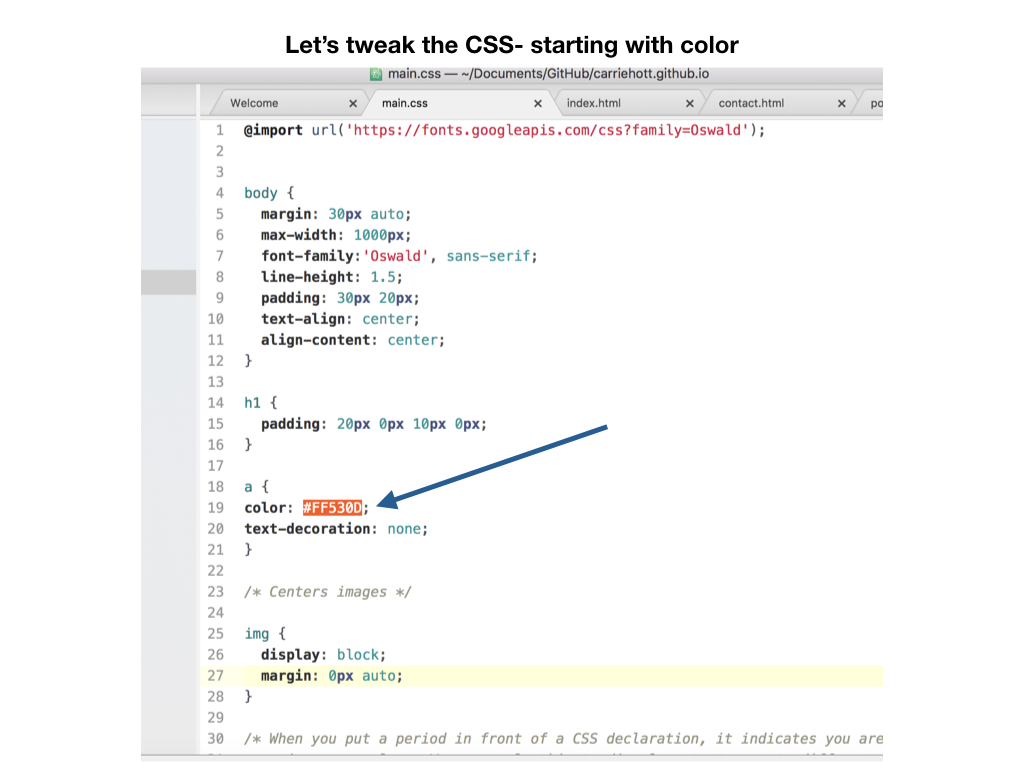 Let’s tweak the CSS- starting with color
main.css — ~/Documents/GitHub/carriehott.github.io
Welcome × main.css × index.html × contact.html × po
1 @import url('https://fonts.googleapis.com/css?family=Oswald');
2
3
4 body {
5 margin: 30px auto;
6 max-width: 1000px;
7 font-family:'Oswald', sans-serif;
8 line-height: 1.5;
9 padding: 30px 20px;
10 text-align: center;
11 align-content: center;
12 }
13
14 h1 {
15 padding: 20px 0px 10px 0px;
16 }
17
18 a {
19 color: #FF530D;
20 text-decoration: none;
21 }
22
23 /* Centers images */
24
25 img {
26 display: block;
27 margin: 0px auto;
28 }
29
30 /* When you put a period in front of a CSS declaration, it indicates you are